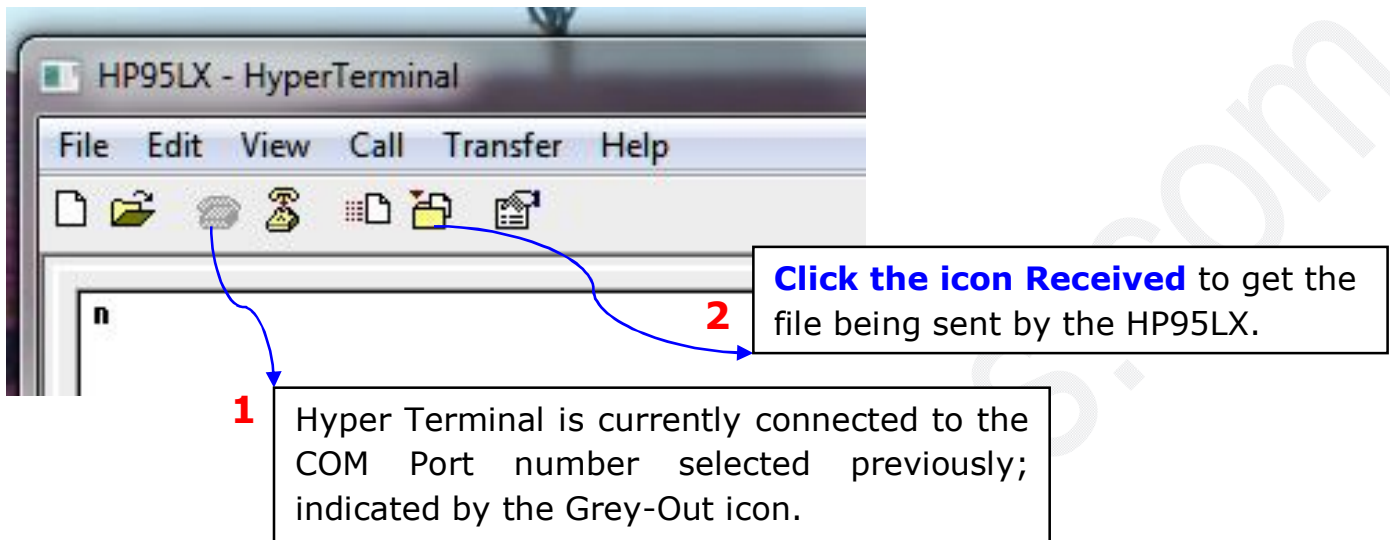 HP95LX - HyperTerminal
File Edit View Call Transfer Help
n
2
Click the icon Received to get the
file being sent by the HP95LX.
1
Hyper Terminal is currently connected to the
COM Port number selected previously;
indicated by the Grey-Out icon.
s.com